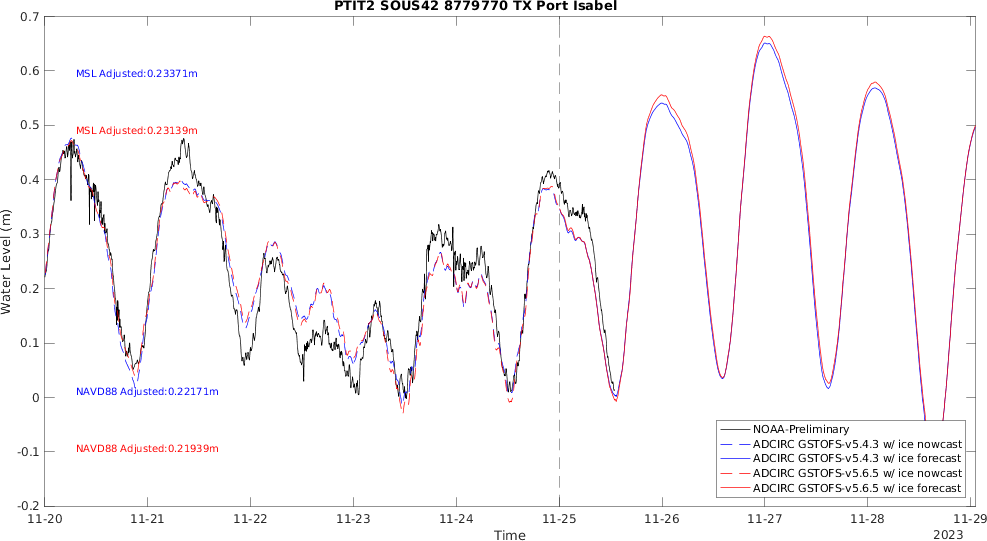 PTIT2 SOUS42 8779770 TX Port Isabel
0.7
0.6
0.5
0.4
0.3
0.2
0.1
0
-0.1
-0.2
Water Level (m)
MSL Adjusted:0.23371m
MSL Adjusted:0.23139m
NAVD88 Adjusted:0.22171m
NAVD88 Adjusted:0.21939m
NOAA-Preliminary
ADCIRC GSTOFS-v5.4.3 w/ ice nowcast
ADCIRC GSTOFS-v5.4.3 w/ ice forecast
ADCIRC GSTOFS-v5.6.5 w/ ice nowcast
ADCIRC GSTOFS-v5.6.5 w/ ice forecast
11-20 11-21 11-22 11-23 11-24 11-25 11-26 11-27 11-28 11-29
Time
2023